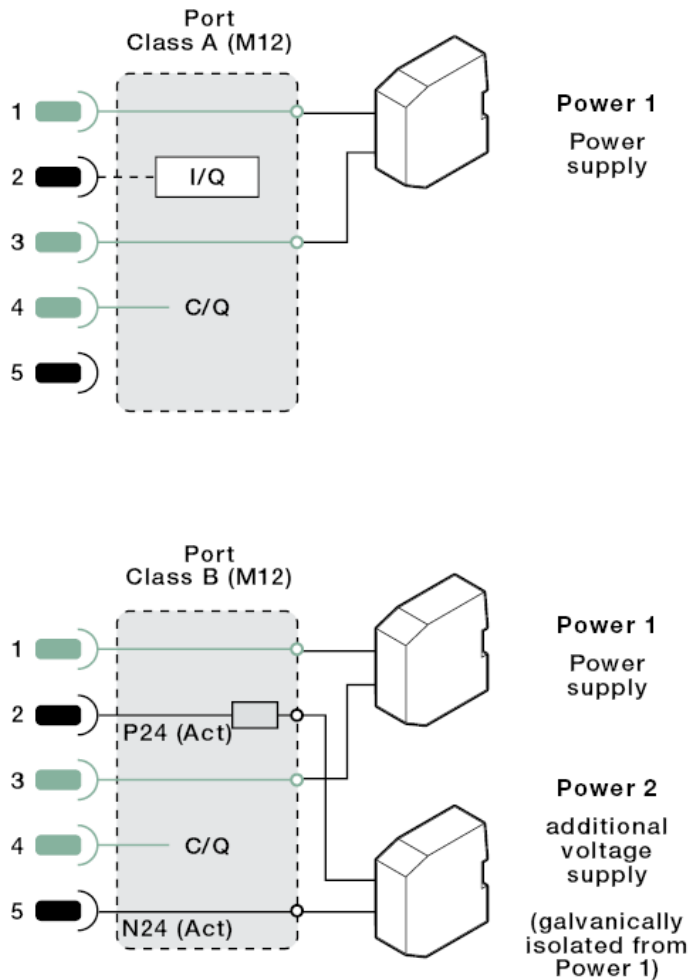 Port
Class A (M12)
1
Power 1
2
I/Q
Power
supply
3
4
C/Q
5
Port
Class B (M12)
1
Power 1
Power
supply
2
P24 (Act)
3
Power 2
4
C/Q
additional
voltage
supply
5
N24 (Act)
(galvanically
isolated from
Power 1)